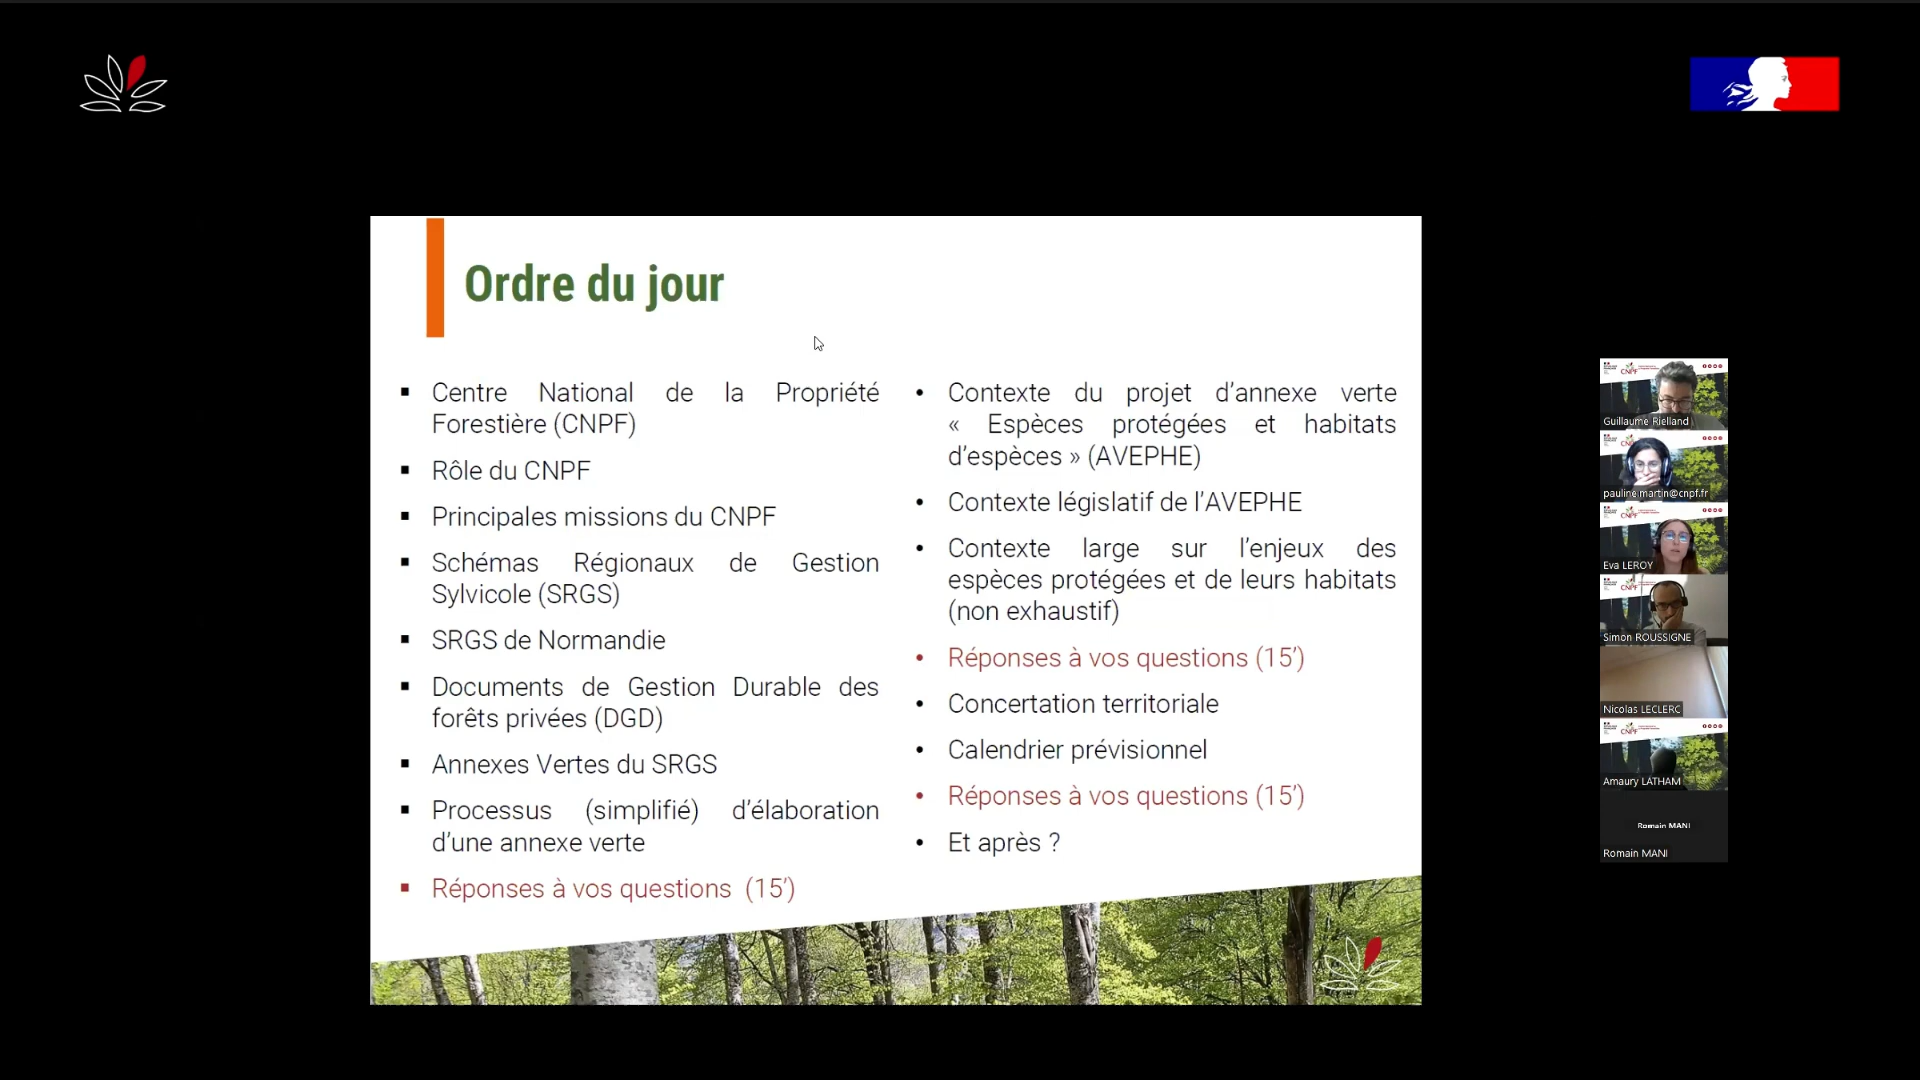 Ordre du jour
Centre National de la Propriété
Forestière (CNPF)
Rôle du CNPF
Principales missions du CNPF
Schémas Régionaux de Gestion
Sylvicole (SRGS)
SRGS de Normandie
Documents de Gestion Durable des
forêts privées (DGD)
Annexes Vertes du SRGS
Processus (simplifié) d’élaboration
d’une annexe verte
Réponses à vos questions (15’)
Contexte du projet d’annexe verte
« Espèces protégées et habitats
d’espèces » (AVEPHE)
Contexte législatif de l’AVEPHE
Contexte large sur l’enjeux des
espèces protégées et de leurs habitats
(non exhaustif)
Réponses à vos questions (15’)
Concertation territoriale
Calendrier prévisionnel
Réponses à vos questions (15’)
Et après ?
CNPF
Guillaume Rielland
pauline.martin@cnpf.fr
CNPF
Eva LEROY
Simon ROUSSIGNE
Nicolas LECLERC
CNPF
Amaury LATHAM
Romain MANI
Romain MANI